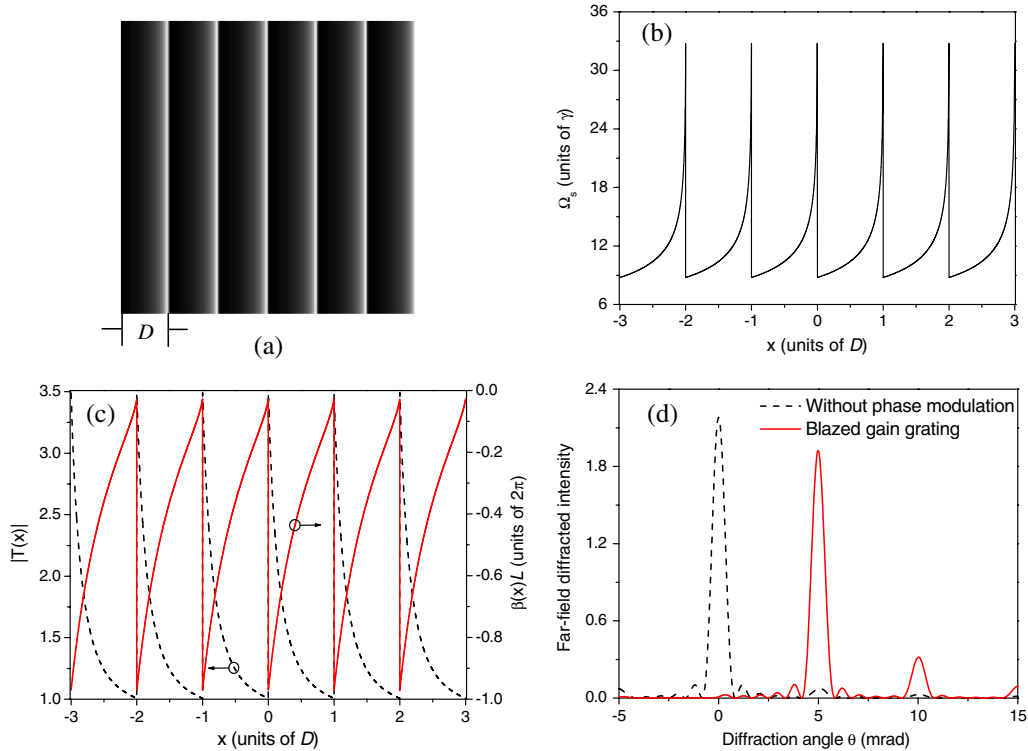 D
(a)
(b)
Ωs (units of γ)
36
30
24
18
12
6
-3 -2 -1 0 1 2 3
x (units of D)
(c)
|T(x)|
3.5
3.0
2.5
2.0
1.5
1.0
0.0
-0.2
-0.4
-0.6
-0.8
-1.0
β(x)L (units of 2π)
-3 -2 -1 0 1 2 3
x (units of D)
(d)
Without phase modulation
Blazed gain grating
Far-field diffracted intensity
2.4
1.8
1.2
0.6
0.0
-5 0 5 10 15
Diffraction angle θ (mrad)